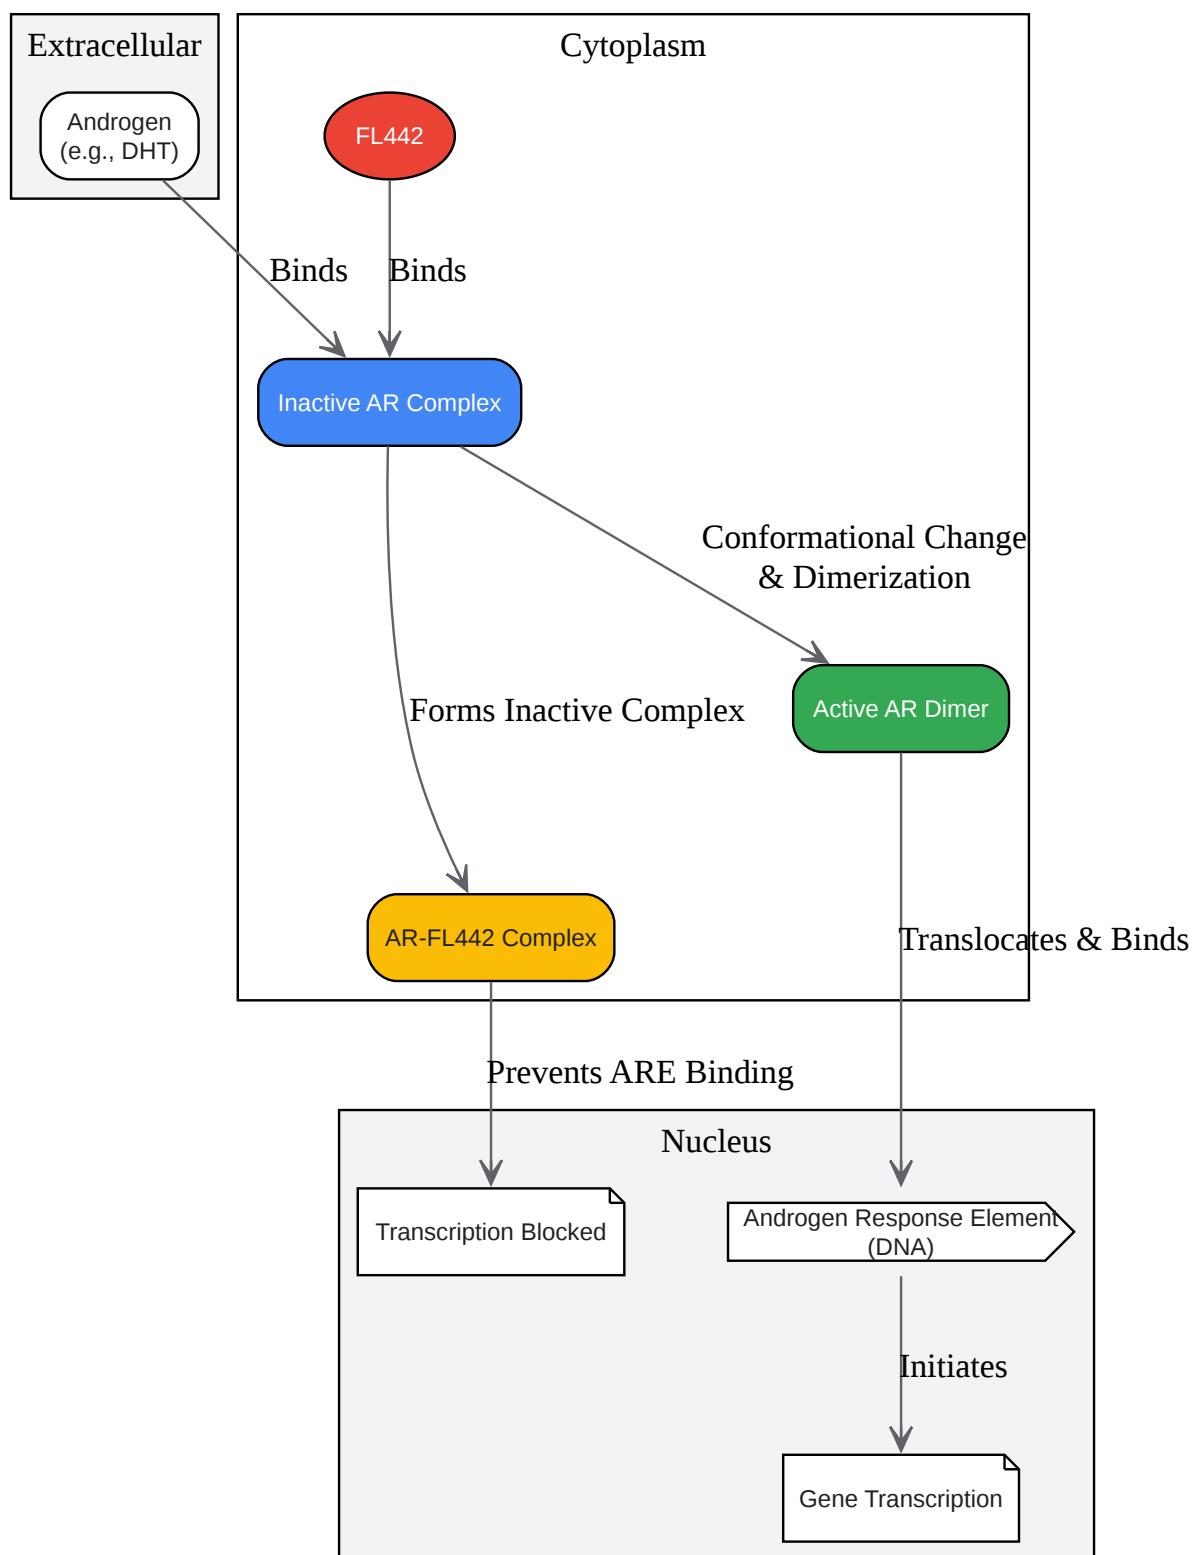 Extracellular
Cytoplasm
Androgen
(e.g., DHT)
FL442
Binds
Binds
Inactive AR Complex
Conformational Change
& Dimerization
Forms Inactive Complex
Active AR Dimer
AR-FL442 Complex
Translocates & Binds
Prevents ARE Binding
Nucleus
Transcription Blocked
Androgen Response Element
(DNA)
Initiates
Gene Transcription